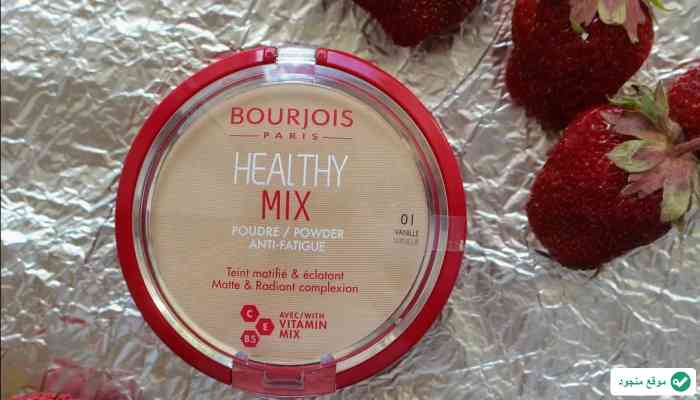 BOURJOIS
PARIS
HEALTHY
MIX
POUDRE / POWDER
ANTI-FATIGUE
01
VANILLE
VANILLA
Teint matifié & éclatant
Matte & Radiant complexion
C
E
B5
AVEC/WITH
VITAMIN
MIX
موقع منجود